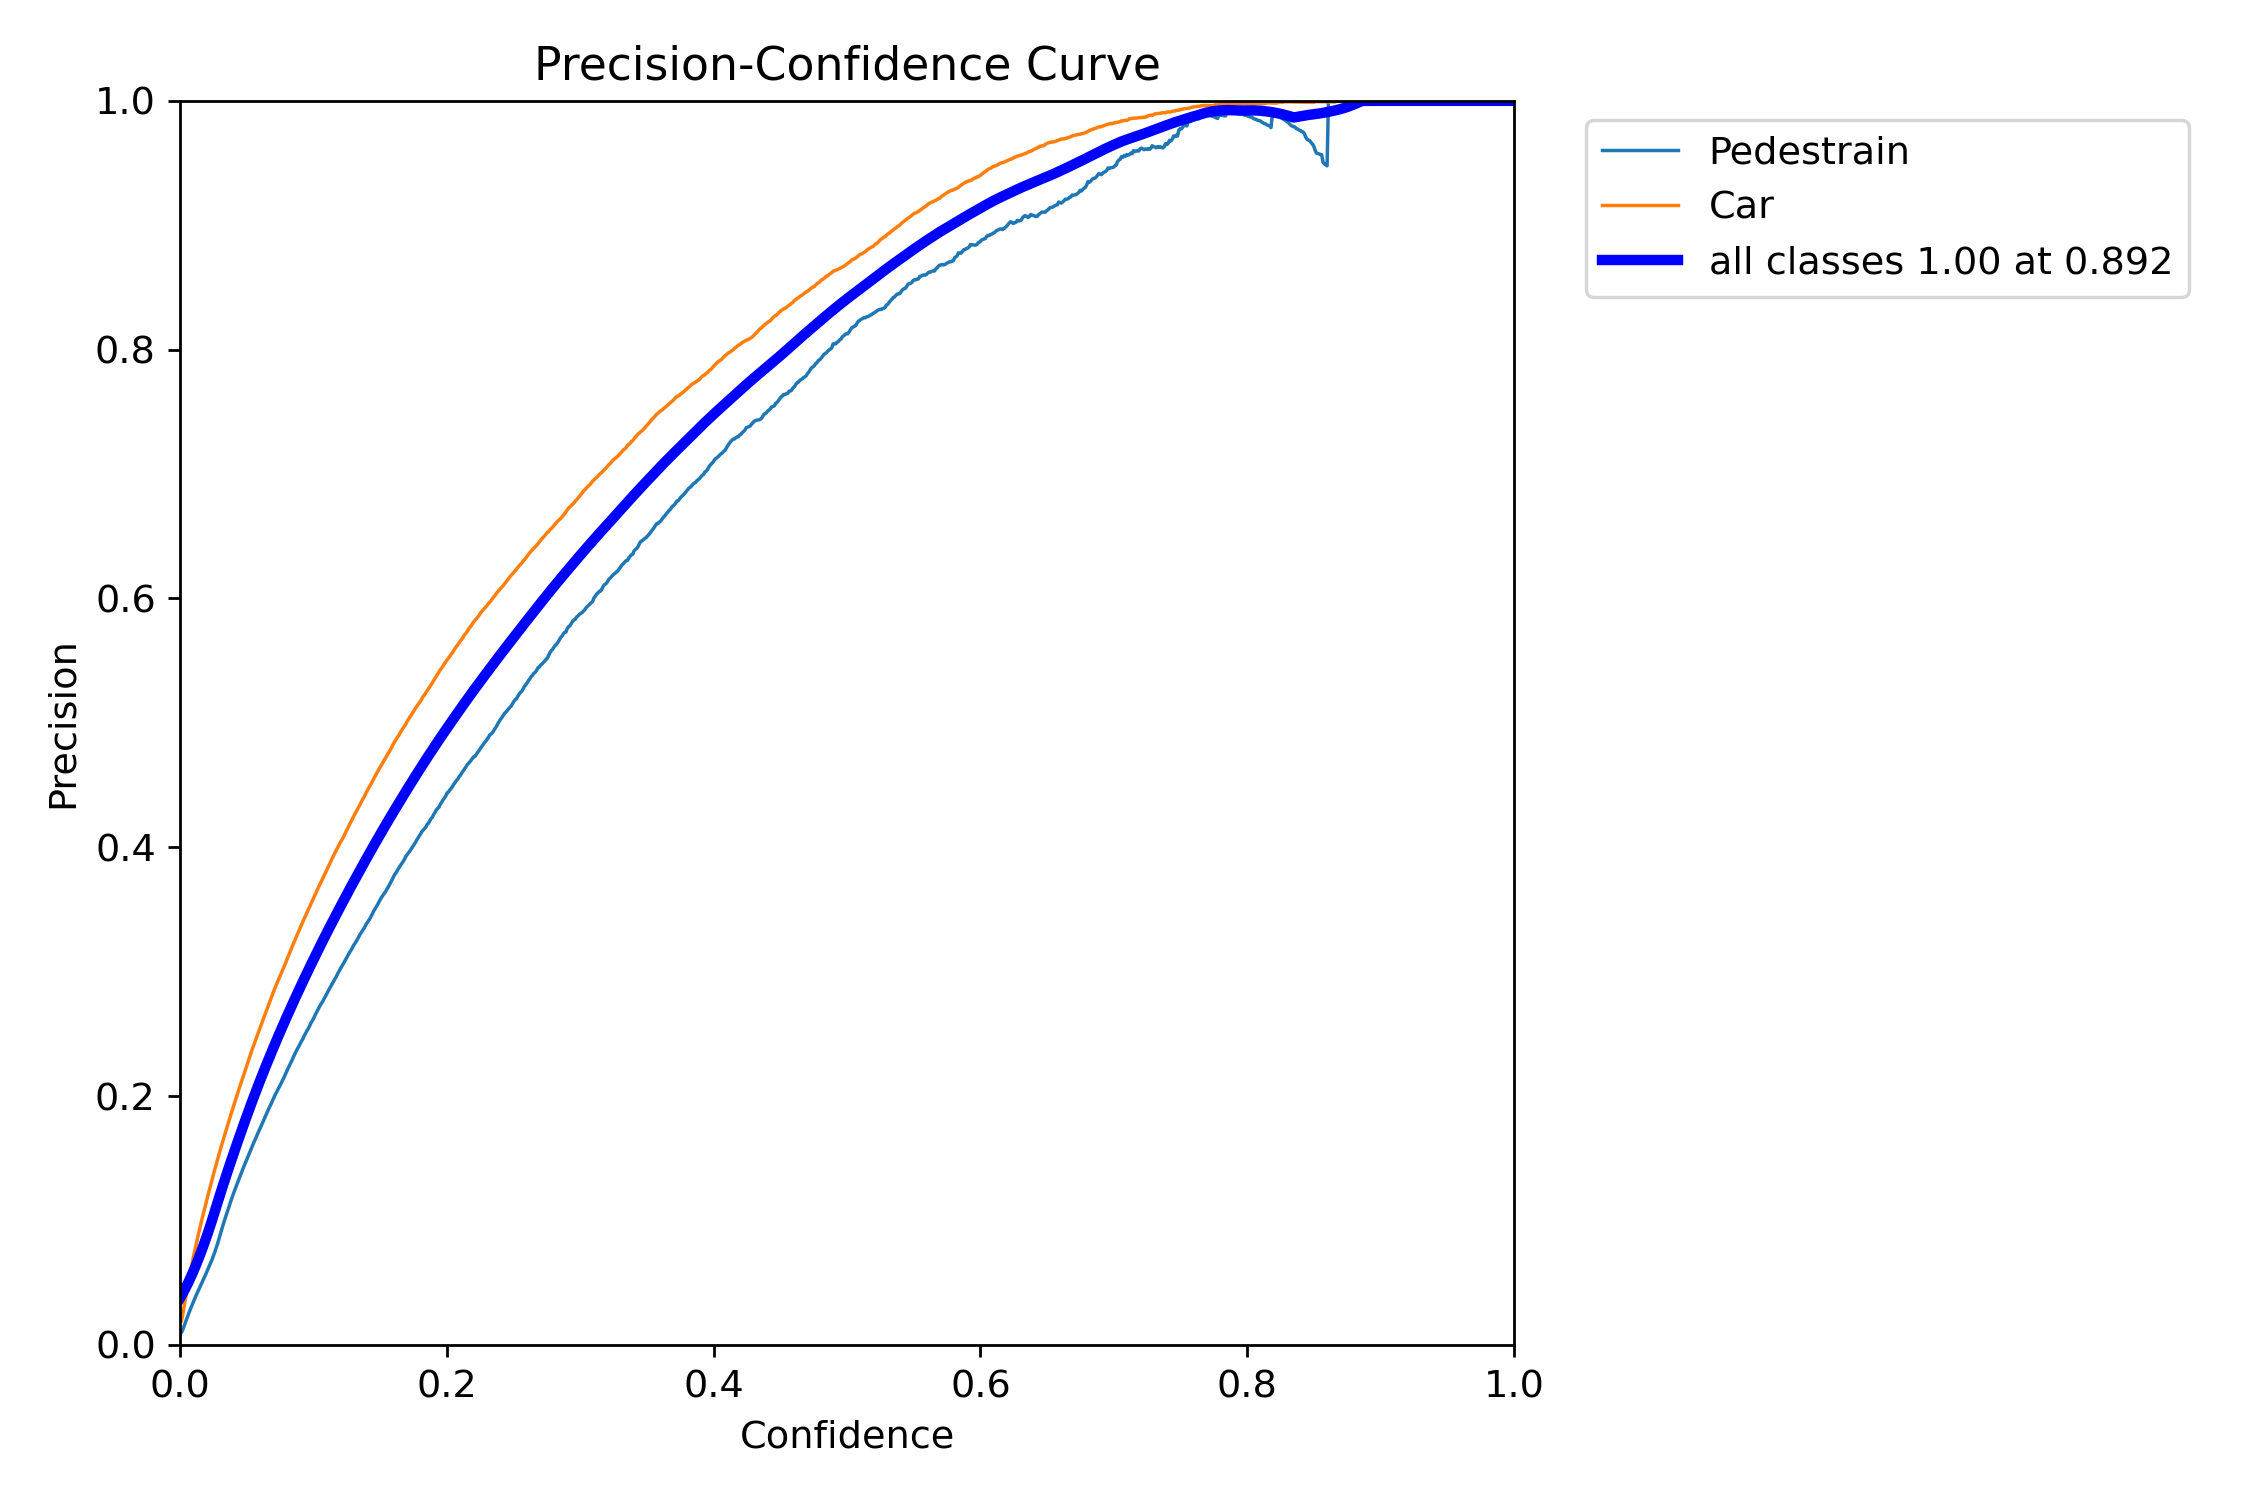 Precision-Confidence Curve
Pedestrain
Car
all classes 1.00 at 0.892
Precision
1.0
0.8
0.6
0.4
0.2
0.0
0.0 0.2 0.4 0.6 0.8 1.0
Confidence